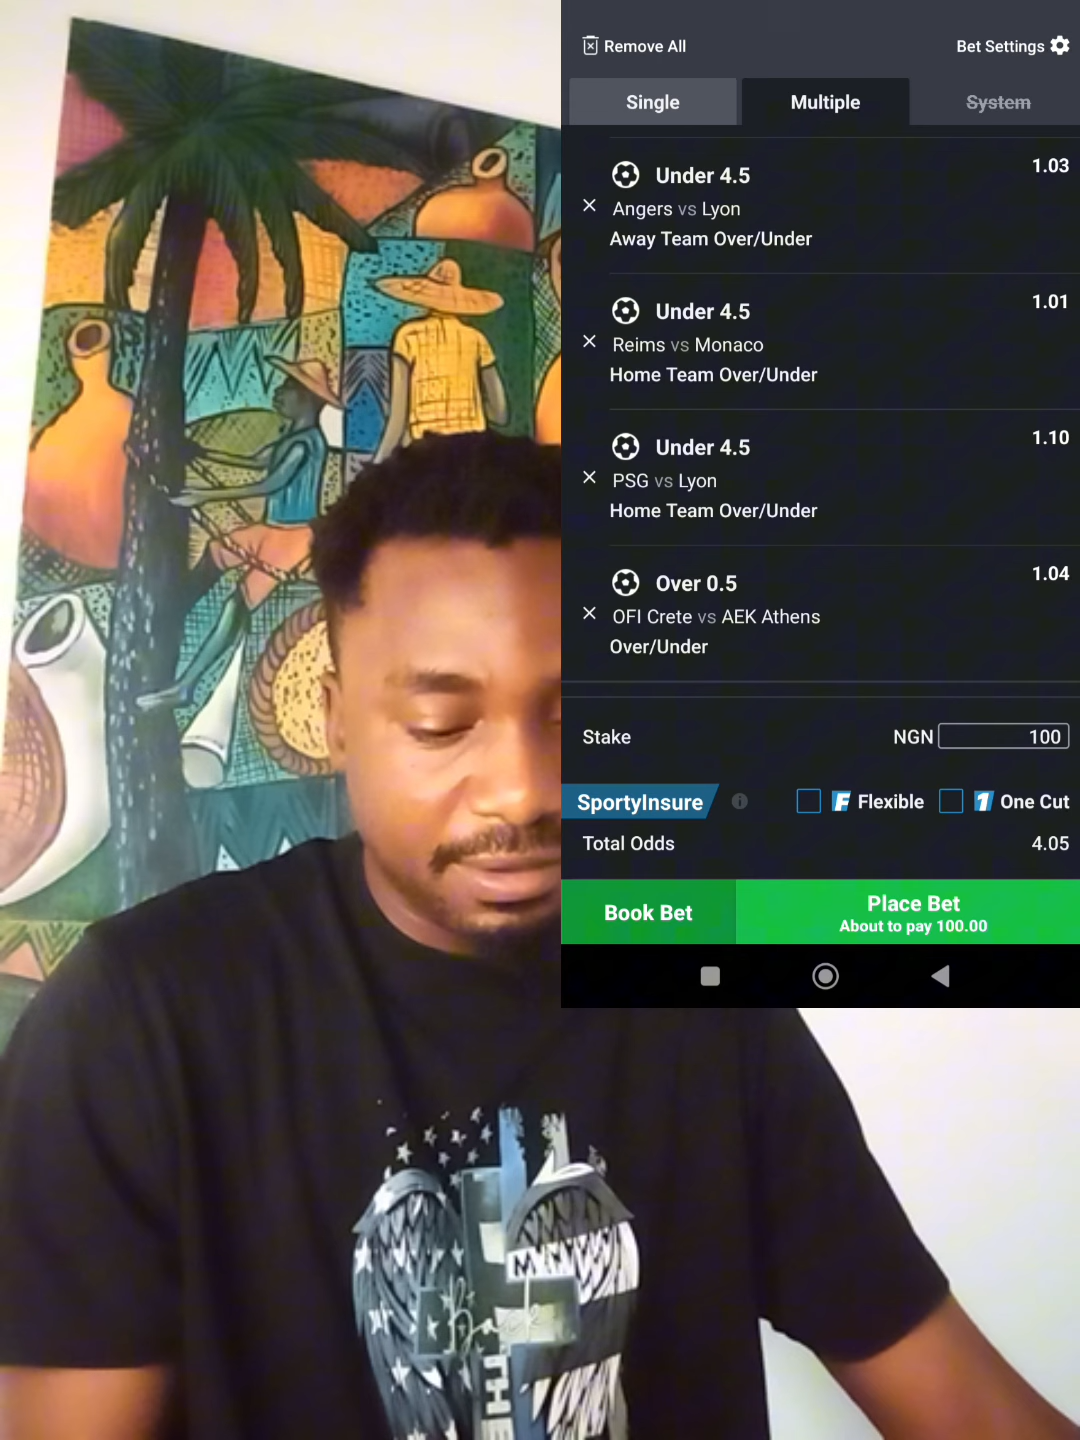 Remove All
Bet Settings
Single
Multiple
System
Under 4.5
1.03
Angers vs Lyon
Away Team Over/Under
Under 4.5
1.01
Reims vs Monaco
Home Team Over/Under
Under 4.5
1.10
PSG vs Lyon
Home Team Over/Under
Over 0.5
1.04
OFI Crete vs AEK Athens
Over/Under
Stake
NGN
100
SportyInsure
F Flexible
1 One Cut
Total Odds
4.05
Book Bet
Place Bet
About to pay 100.00
Back
THE